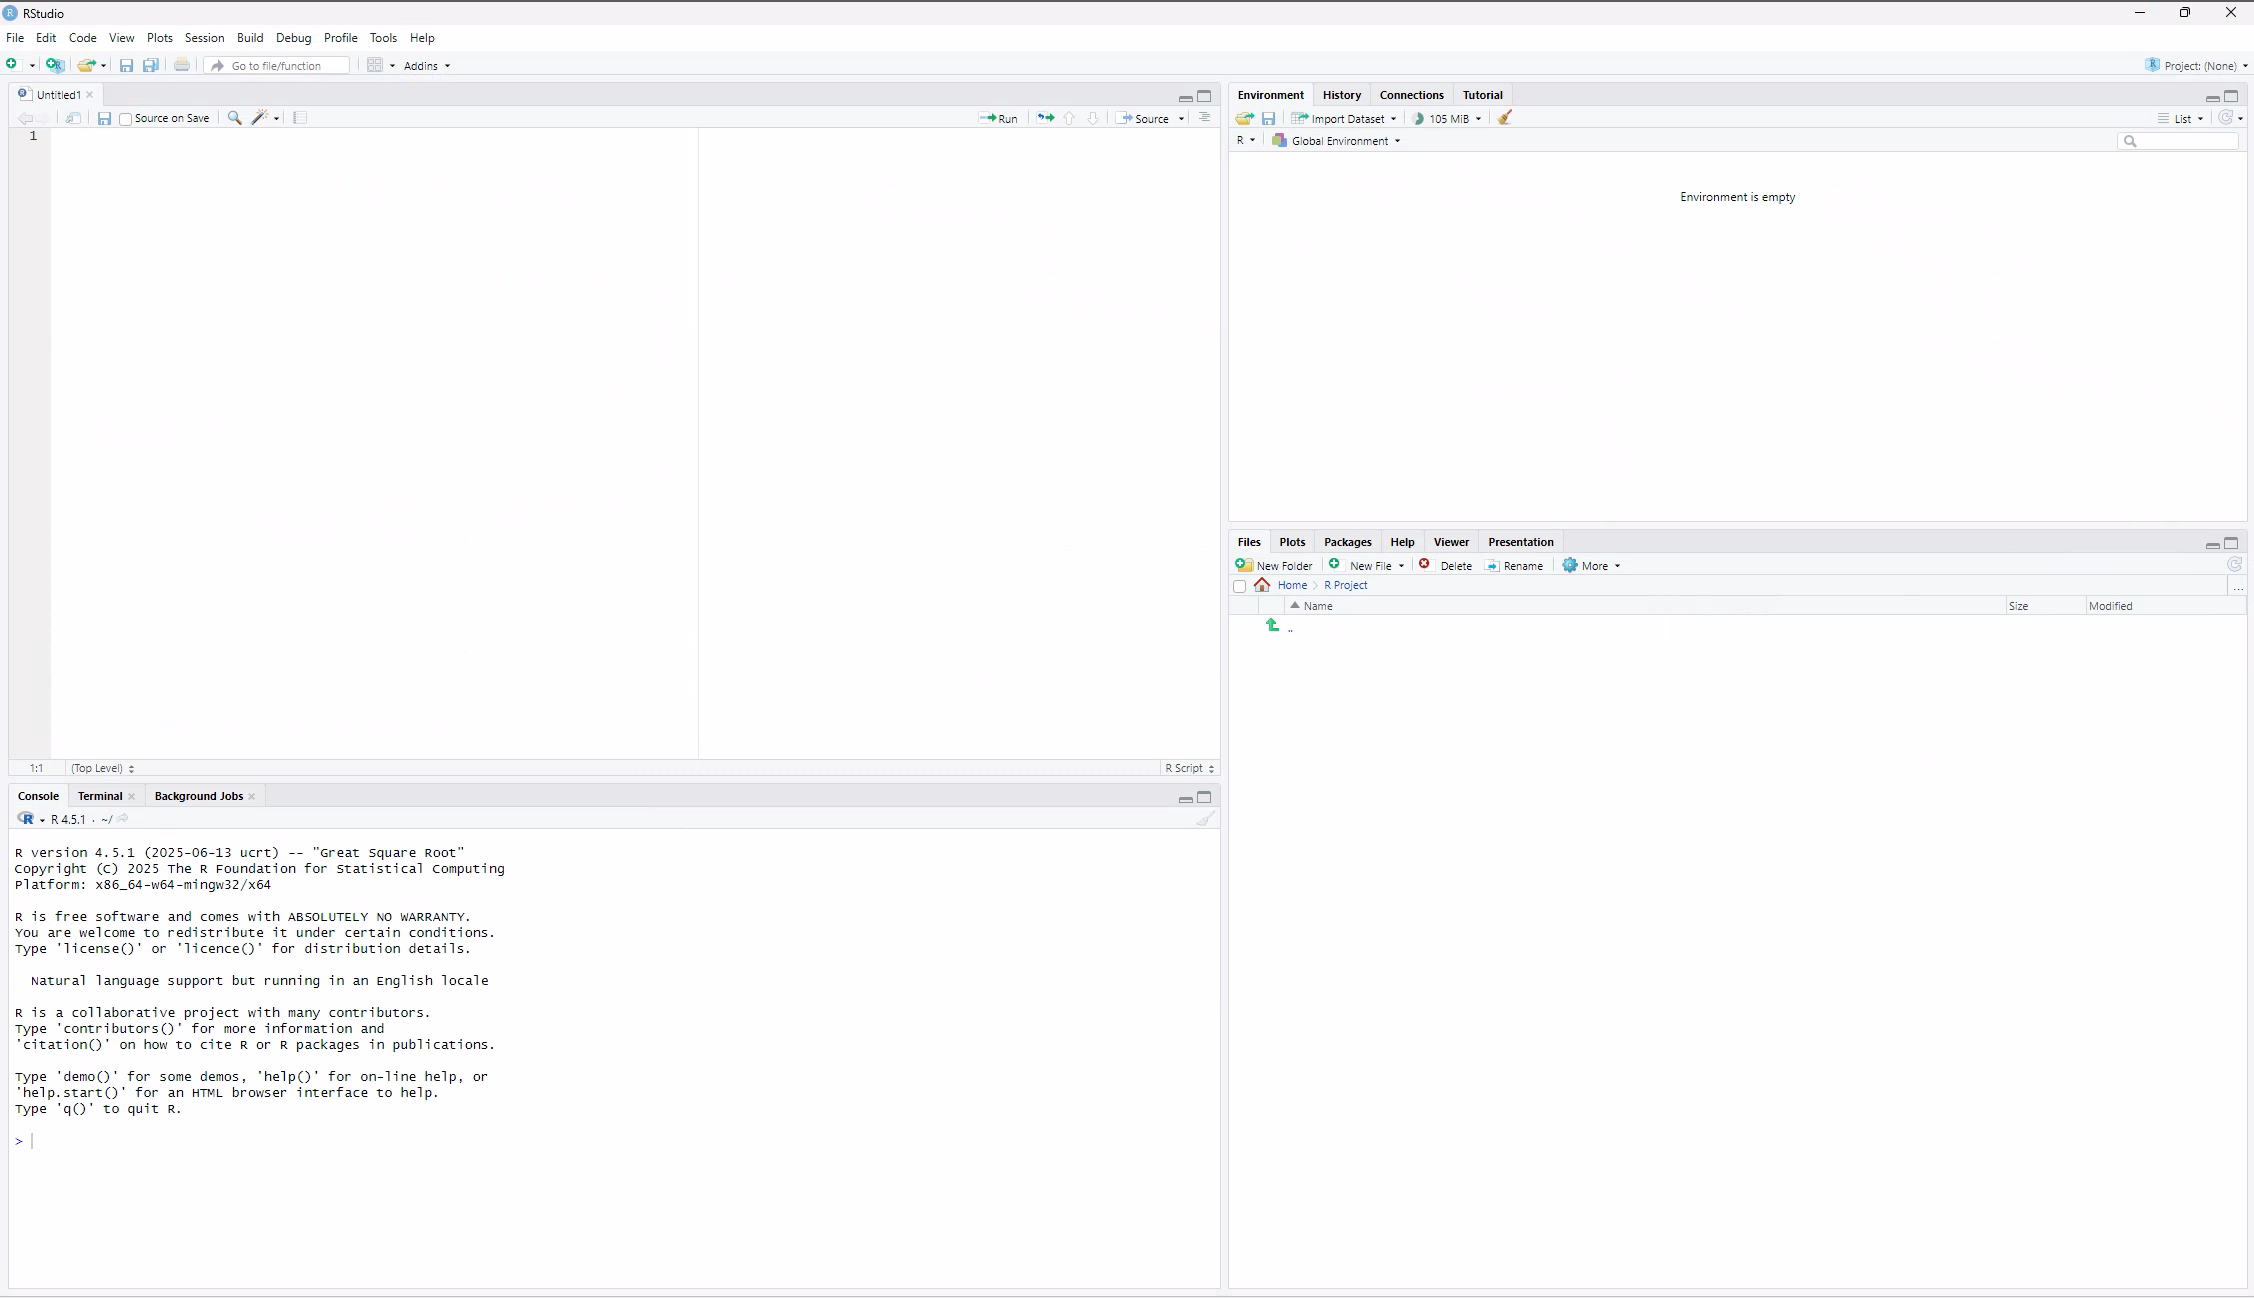 RStudio
File Edit Code View Plots Session Build Debug Profile Tools Help
Go to file/function Addins Project: (None)
Untitled1
Source on Save Run Source
1
1:1 (Top Level) R Script
Console Terminal Background Jobs
R 4.5.1 · ~/
R version 4.5.1 (2025-06-13 ucrt) -- "Great Square Root"
Copyright (C) 2025 The R Foundation for Statistical Computing
Platform: x86_64-w64-mingw32/x64
R is free software and comes with ABSOLUTELY NO WARRANTY.
You are welcome to redistribute it under certain conditions.
Type 'license()' or 'licence()' for distribution details.
Natural language support but running in an English locale
R is a collaborative project with many contributors.
Type 'contributors()' for more information and
'citation()' on how to cite R or R packages in publications.
Type 'demo()' for some demos, 'help()' for on-line help, or
'help.start()' for an HTML browser interface to help.
Type 'q()' to quit R.
>
Environment History Connections Tutorial
Import Dataset 105 MiB List
R Global Environment
Environment is empty
Files Plots Packages Help Viewer Presentation
New Folder New File Delete Rename More
Home R Project ...
Name Size Modified
..